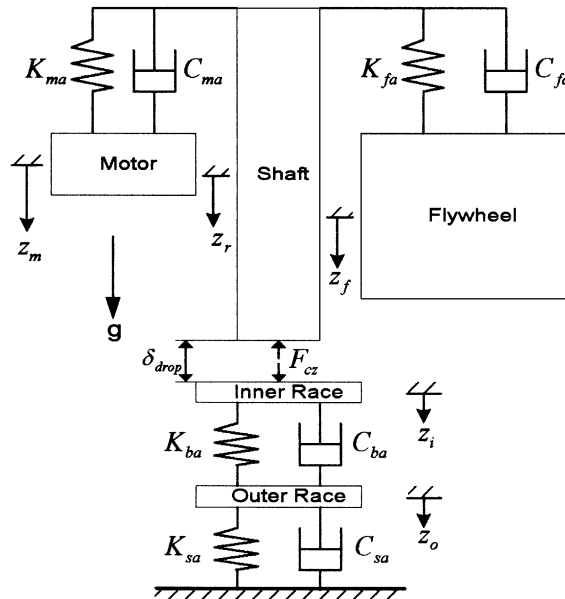 K_ma C_ma K_fa C_fa
Motor Shaft Flywheel
z_m z_r z_f
g
δ_drop F_cz
Inner Race
z_i
K_ba C_ba
Outer Race
z_o
K_sa C_sa